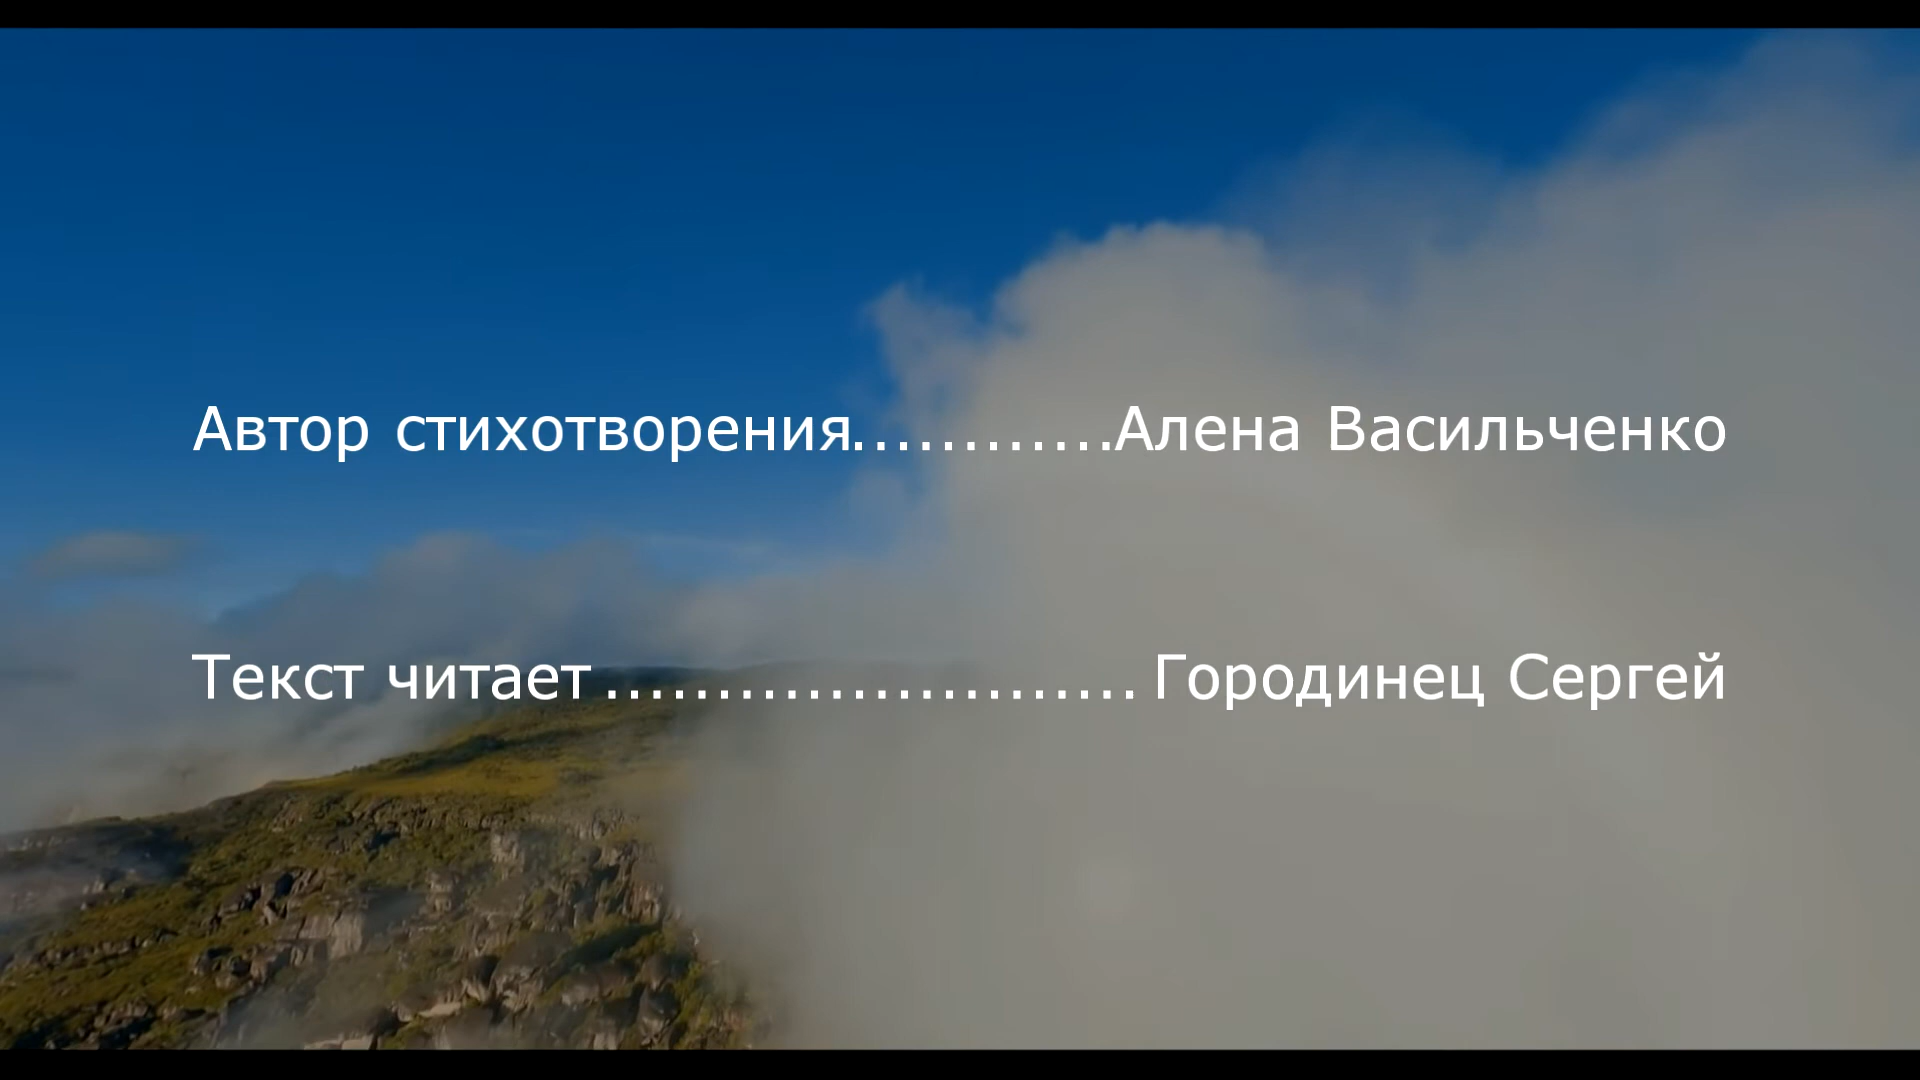 Автор стихотворения............Алена Васильченко
Текст читает........................Городинец Сергей